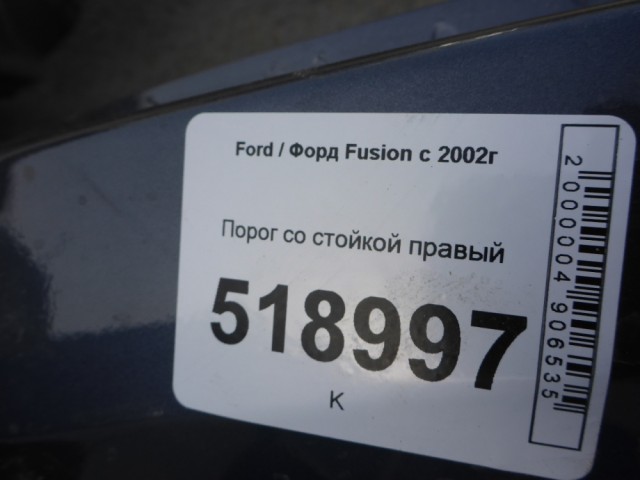 Ford / Форд Fusion с 2002г
Порог со стойкой правый
518997
К
2 000004 906535